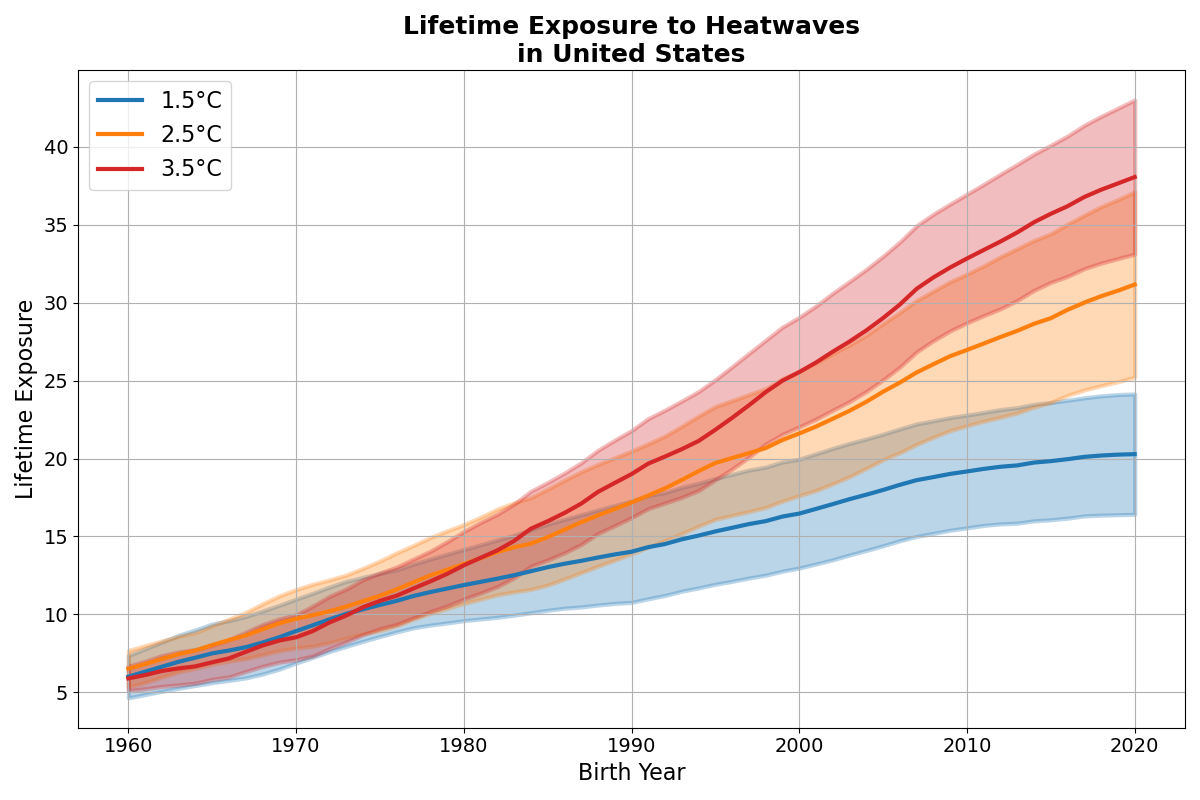 Lifetime Exposure to Heatwaves
in United States
1.5°C
2.5°C
3.5°C
Lifetime Exposure
40
35
30
25
20
15
10
5
1960 1970 1980 1990 2000 2010 2020
Birth Year